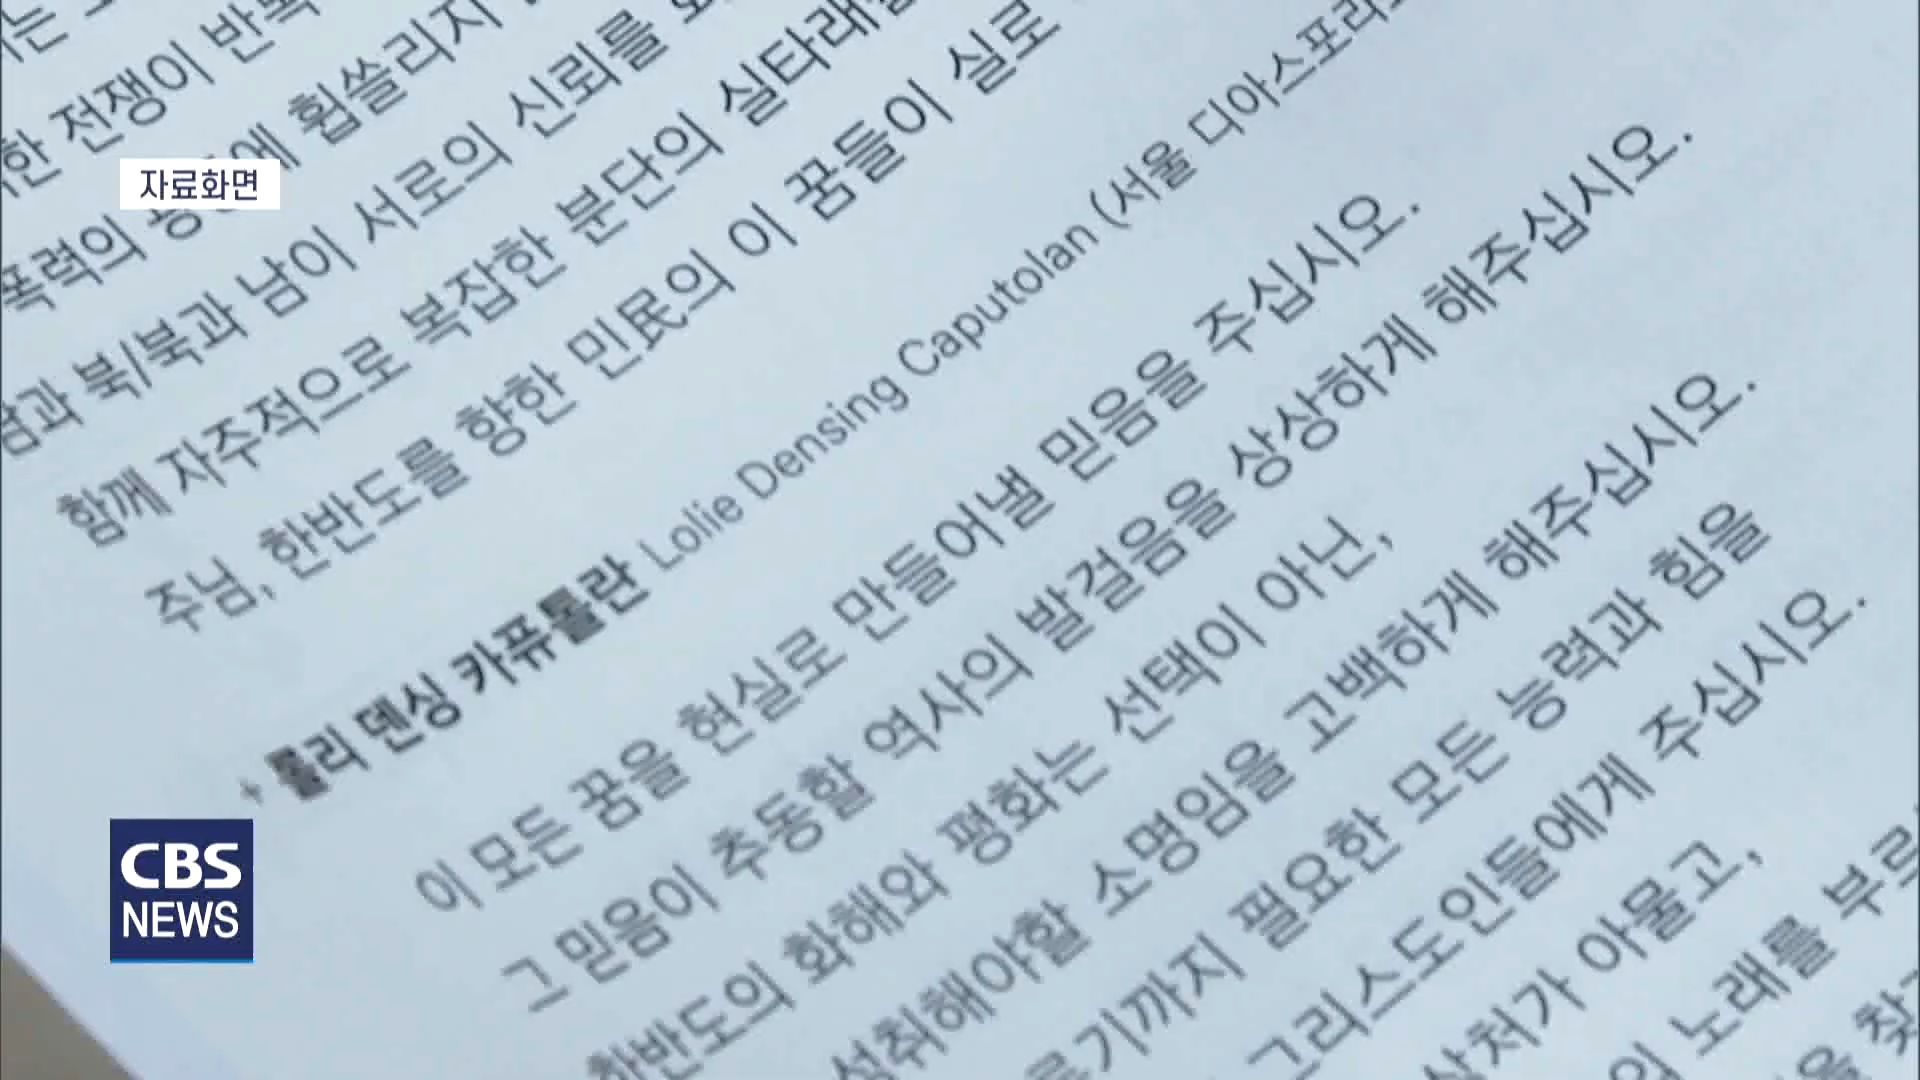 한 전쟁이 반복
폭력의 에 휩쓸리지
남과 북/북과 남이 서로의 신뢰를
함께 자주적으로 복잡한 분단의 실타래를
주님, 한반도를 향한 민民의 이 꿈들이 실로
+ 롤리 덴싱 카퓨톨란 Lolie Densing Caputolan (서울 디아스포라
이 모든 꿈을 현실로 만들어낼 믿음을 주십시오.
그 믿음이 추동할 역사의 발걸음을 상상하게 해주십시오.
한반도의 화해와 평화는 선택이 아닌,
성취해야할 소명임을 고백하게 해주십시오.
필요한 모든 능력과 힘을
그리스도인들에게 주십시오.
상처가 아물고,
노래를
자료화면
CBS
NEWS